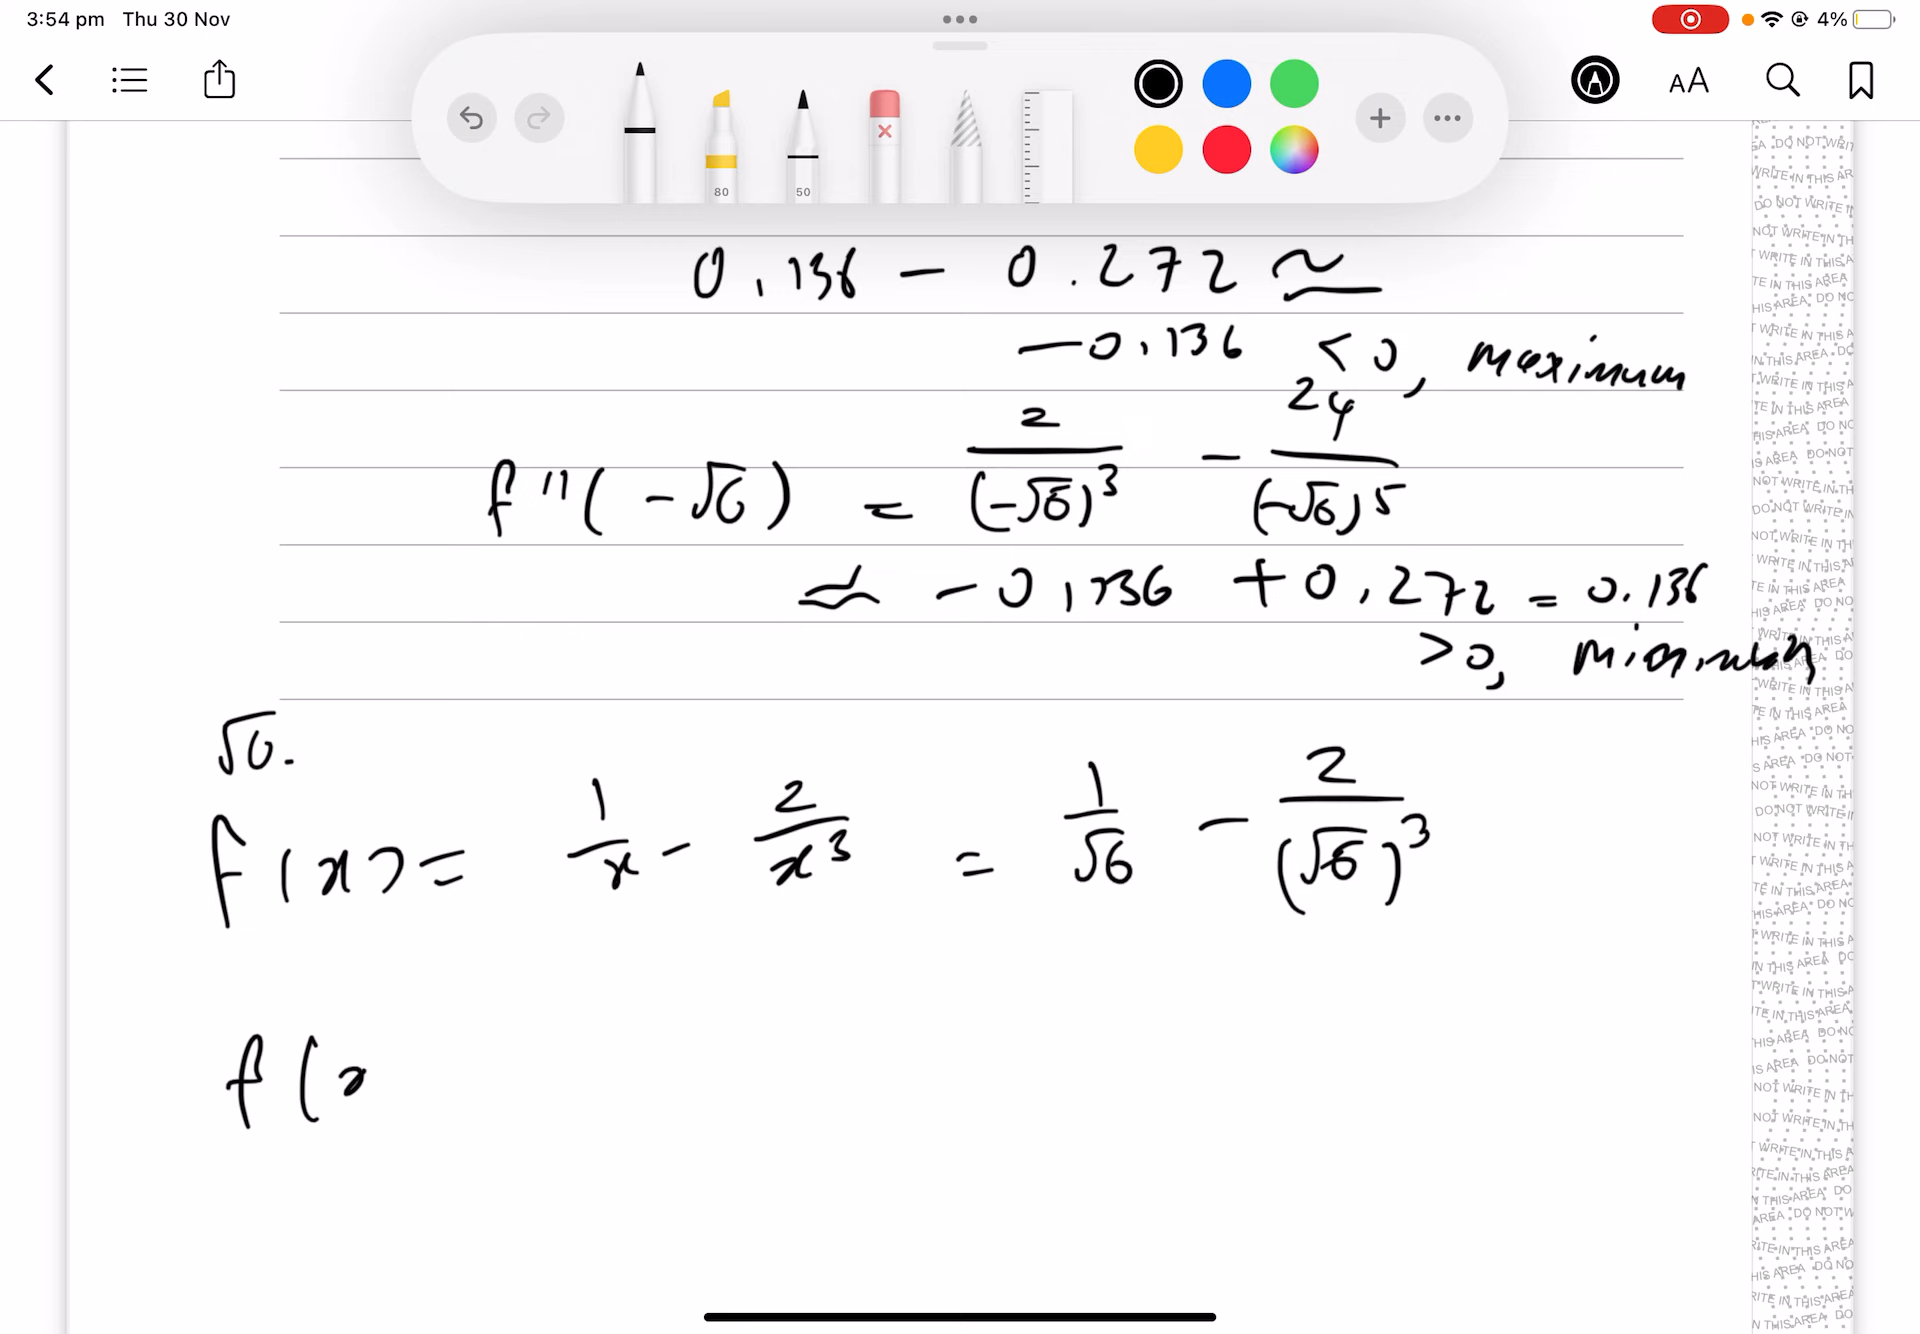 3:54 pm Thu 30 Nov
4%
AA
80
50
0.136 - 0.272 ≈
-0.136 < 0, maximum
f''(-√6) = 2/(-√6)^3 - 24/(-√6)^5
≈ -0.136 + 0.272 = 0.136
>0, minimum
√6.
f(x) = 1/x - 2/x^3 = 1/√6 - 2/(√6)^3
f(x